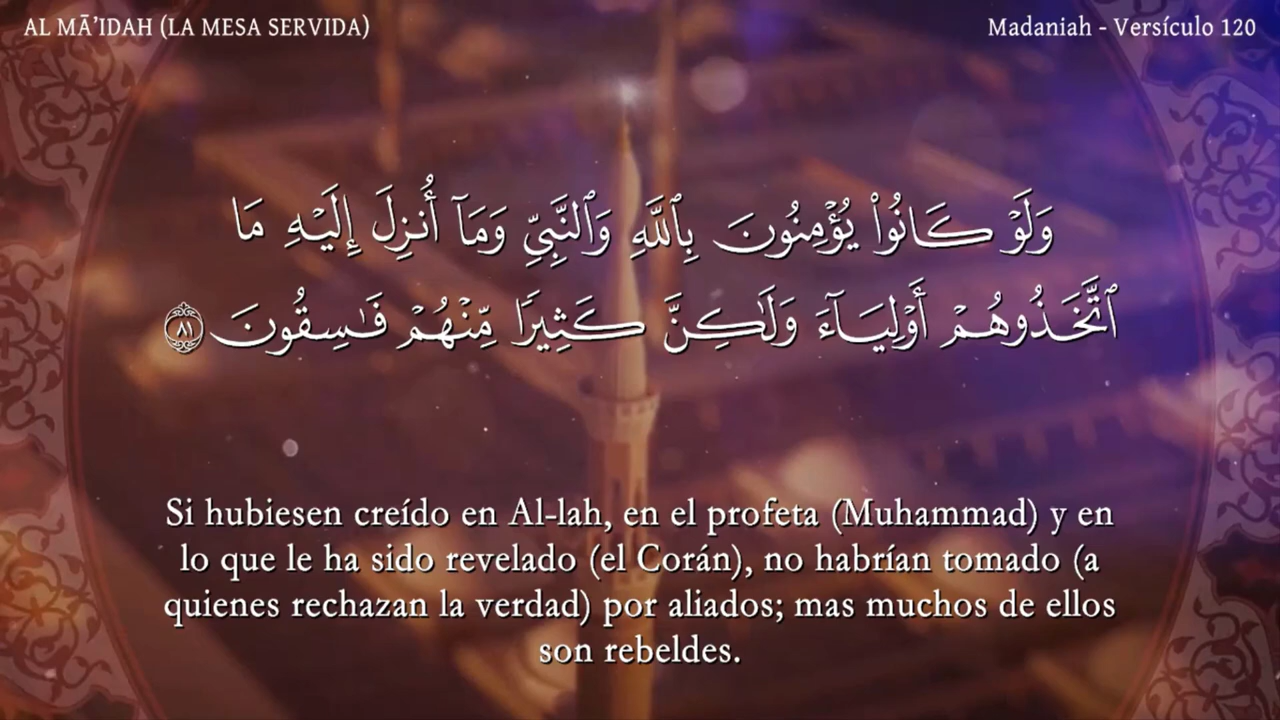 AL MĀ’IDAH (LA MESA SERVIDA)
Madaniah - Versículo 120
وَلَوۡ كَانُواْ يُؤۡمِنُونَ بِٱللَّهِ وَٱلنَّبِيِّ وَمَآ أُنزِلَ إِلَيۡهِ مَا
ٱتَّخَذُوهُمۡ أَوۡلِيَآءَ وَلَٰكِنَّ كَثِيرٗا مِّنۡهُمۡ فَٰسِقُونَ ٨١
Si hubiesen creído en Al-lah, en el profeta (Muhammad) y en
lo que le ha sido revelado (el Corán), no habrían tomado (a
quienes rechazan la verdad) por aliados; mas muchos de ellos
son rebeldes.